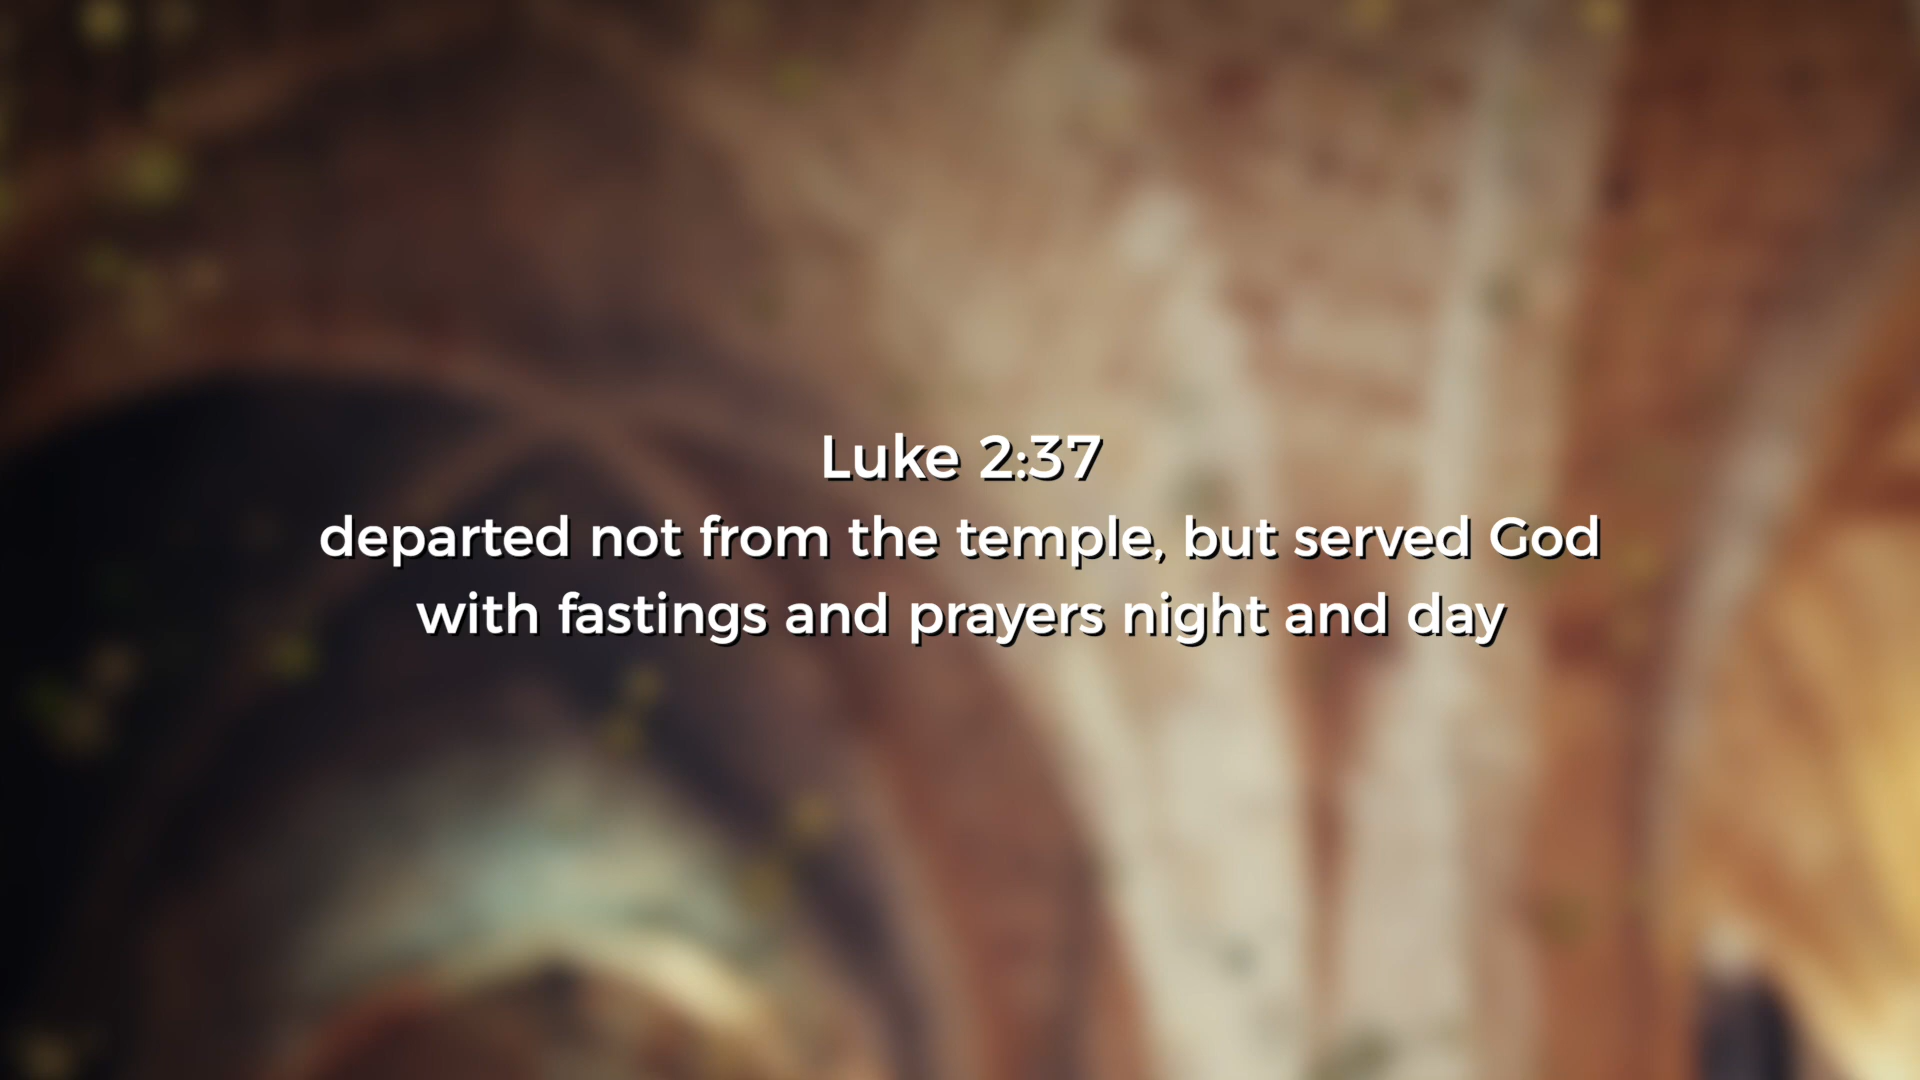 Luke 2:37
departed not from the temple, but served God
with fastings and prayers night and day